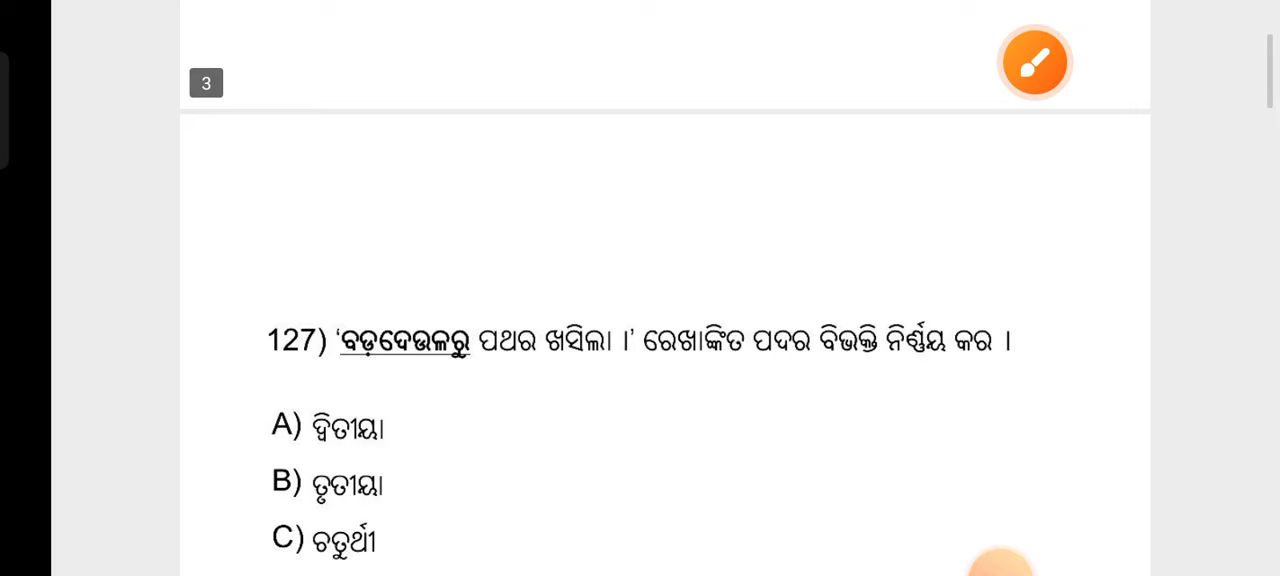 3
127) ‘ବଡ଼ଦେଉଳରୁ ପଥର ଖସିଲା ।’ ରେଖାଙ୍କିତ ପଦର ବିଭକ୍ତି ନିର୍ଣ୍ଣୟ କର ।
A) ଦ୍ୱିତୀୟା
B) ତୃତୀୟା
C) ଚତୁର୍ଥୀ